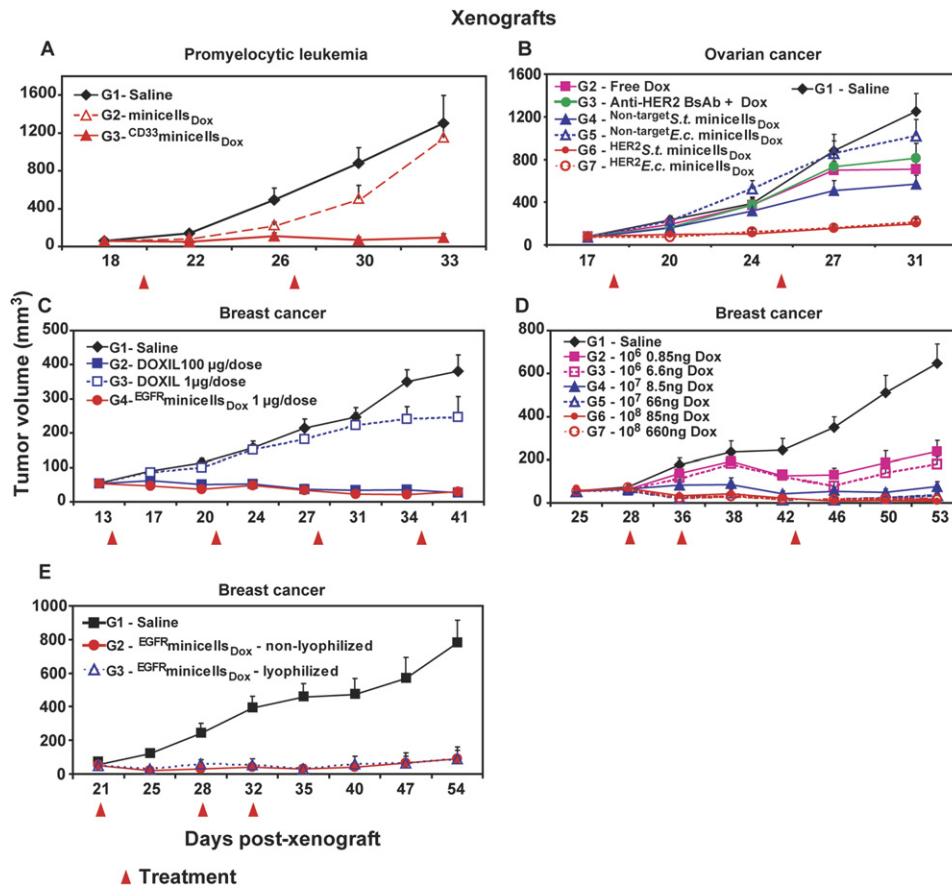 Xenografts
A
Promyelocytic leukemia
1600
1200
800
400
0
G1- Saline
G2- minicellsDox
G3-CD33minicellsDox
18 22 26 30 33
B
Ovarian cancer
1600
1200
800
400
0
G1 - Saline
G2 - Free Dox
G3 - Anti-HER2 BsAb + Dox
G4 - Non-targetS.t. minicellsDox
G5 - Non-targetE.c. minicellsDox
G6 - HER2S.t. minicellsDox
G7 - HER2E.c. minicellsDox
17 20 24 27 31
Tumor volume (mm3)
C
Breast cancer
500
400
300
200
100
0
G1- Saline
G2- DOXIL100 µg/dose
G3- DOXIL 1µg/dose
G4-EGFRminicellsDox 1 µg/dose
13 17 20 24 27 31 34 41
D
Breast cancer
800
600
400
200
0
G1 - Saline
G2 - 10⁶ 0.85ng Dox
G3 - 10⁶ 6.6ng Dox
G4 - 10⁷ 8.5ng Dox
G5 - 10⁷ 66ng Dox
G6 - 10⁸ 85ng Dox
G7 - 10⁸ 660ng Dox
25 28 36 38 42 46 50 53
E
Breast cancer
1000
800
600
400
200
0
G1 - Saline
G2 - EGFRminicellsDox - non-lyophilized
G3 - EGFRminicellsDox - lyophilized
21 25 28 32 35 40 47 54
Days post-xenograft
Treatment